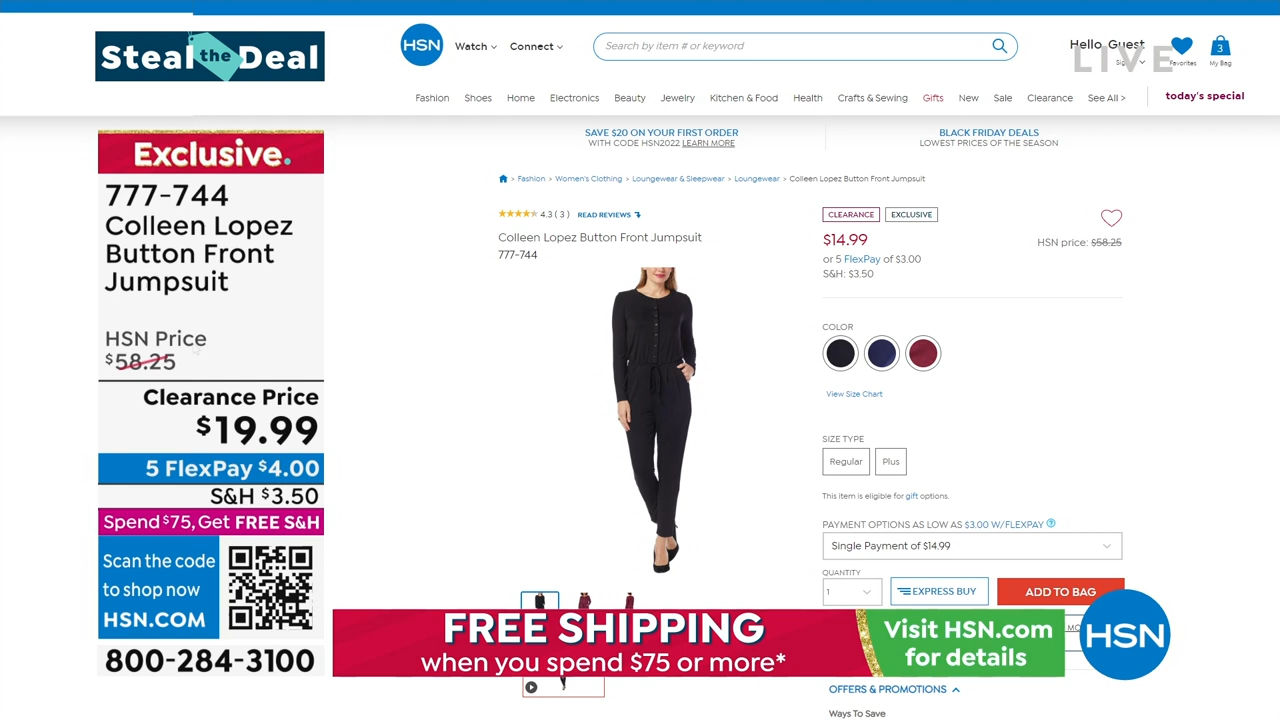 Steal the Deal
HSN
Watch
Connect
Search by item # or keyword
Hello, Guest
LIVE
Favorites
3
My Bag
Fashion Shoes Home Electronics Beauty Jewelry Kitchen & Food Health Crafts & Sewing Gifts New Sale Clearance See All >
today's special
SAVE $20 ON YOUR FIRST ORDER
WITH CODE HSN2022 LEARN MORE
BLACK FRIDAY DEALS
LOWEST PRICES OF THE SEASON
Exclusive.
777-744
Colleen Lopez
Button Front
Jumpsuit
HSN Price
$58.25
Clearance Price
$19.99
5 FlexPay $4.00
S&H $3.50
Spend $75, Get FREE S&H
Scan the code
to shop now
HSN.COM
800-284-3100
> Fashion > Women's Clothing > Loungewear & Sleepwear > Loungewear > Colleen Lopez Button Front Jumpsuit
4.3 ( 3 ) READ REVIEWS
Colleen Lopez Button Front Jumpsuit
777-744
CLEARANCE
EXCLUSIVE
$14.99
HSN price: $58.25
or 5 FlexPay of $3.00
S&H: $3.50
COLOR
View Size Chart
SIZE TYPE
Regular
Plus
This item is eligible for gift options.
PAYMENT OPTIONS AS LOW AS $3.00 W/FLEXPAY
Single Payment of $14.99
QUANTITY
1
EXPRESS BUY
ADD TO BAG
FREE SHIPPING
when you spend $75 or more*
Visit HSN.com
for details
HSN
OFFERS & PROMOTIONS
Ways To Save